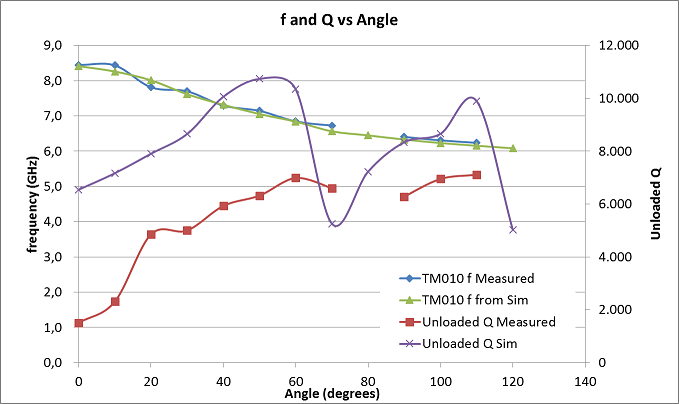 f and Q vs Angle
9,0
8,0
7,0
6,0
5,0
4,0
3,0
2,0
1,0
0,0
frequency (GHz)
12.000
10.000
8.000
6.000
4.000
2.000
0
Unloaded Q
TM010 f Measured
TM010 f from Sim
Unloaded Q Measured
Unloaded Q Sim
0 20 40 60 80 100 120 140
Angle (degrees)